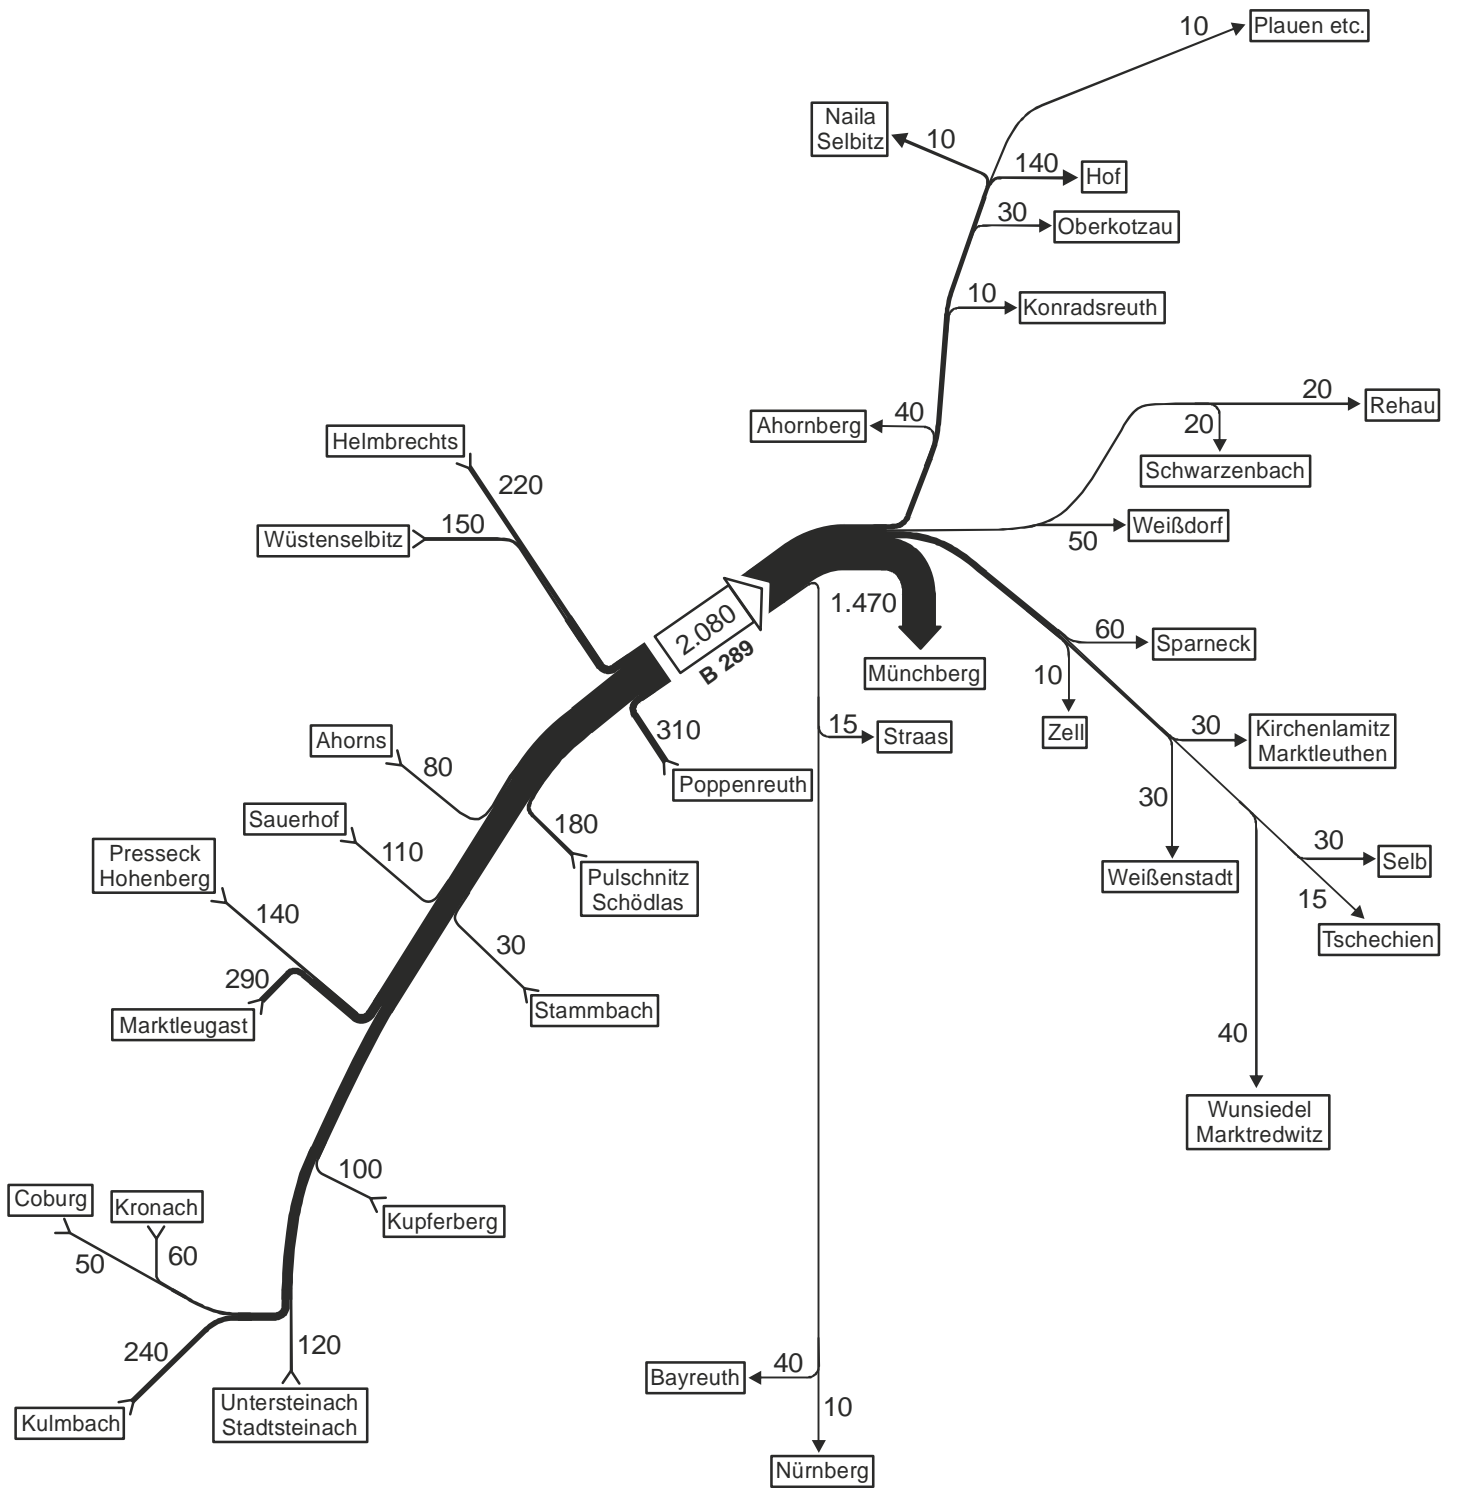 10
Plauen etc.
Naila
Selbitz
10
140
Hof
30
Oberkotzau
10
Konradsreuth
40
Ahornberg
20
Rehau
20
Schwarzenbach
50
Weißdorf
Helmbrechts
220
150
Wüstenselbitz
2.080
B 289
1.470
Münchberg
60
Sparneck
10
Zell
30
Kirchenlamitz
Marktleuthen
30
Weißenstadt
30
Selb
15
Tschechien
40
Wunsiedel
Marktredwitz
15
Straas
310
Poppenreuth
Ahorns
80
180
Pulschnitz
Schödlas
Sauerhof
110
Presseck
Hohenberg
140
30
Stammbach
290
Marktleugast
100
Kupferberg
Coburg
50
Kronach
60
240
Kulmbach
120
Untersteinach
Stadtsteinach
40
Bayreuth
10
Nürnberg